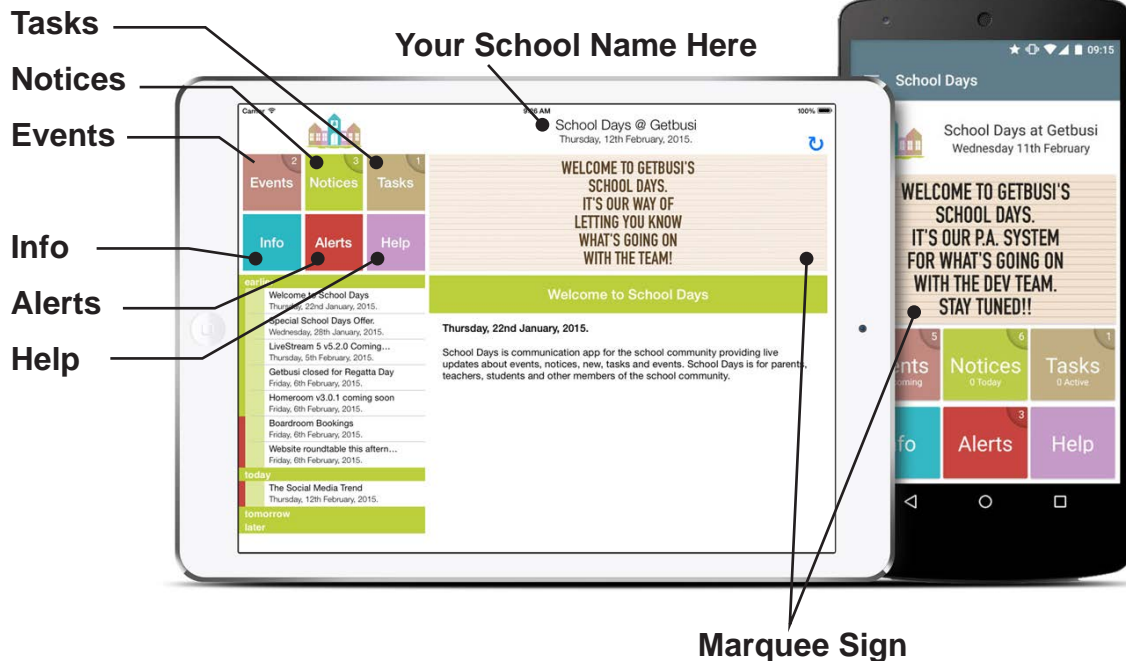 Tasks
Notices
Events
Info
Alerts
Help
Your School Name Here
9:26 AM
100%
School Days @ Getbusi
Thursday, 12th February, 2015.
2
Events
3
Notices
1
Tasks
Info
Alerts
Help
WELCOME TO GETBUSI'S
SCHOOL DAYS.
IT'S OUR WAY OF
LETTING YOU KNOW
WHAT'S GOING ON
WITH THE TEAM!
Welcome to School Days
Thursday, 22nd January, 2015.
Special School Days Offer.
Wednesday, 28th January, 2015.
LiveStream 5 v5.2.0 Coming...
Thursday, 5th February, 2015.
Getbusi closed for Regatta Day
Friday, 6th February, 2015.
Homeroom v3.0.1 coming soon
Friday, 6th February, 2015.
Boardroom Bookings
Friday, 6th February, 2015.
Website roundtable this aftern...
Friday, 6th February, 2015.
today
The Social Media Trend
Thursday, 12th February, 2015.
tomorrow
later
Welcome to School Days
Thursday, 22nd January, 2015.
School Days is communication app for the school community providing live
updates about events, notices, new, tasks and events. School Days is for parents,
teachers, students and other members of the school community.
09:15
School Days
School Days at Getbusi
Wednesday 11th February
WELCOME TO GETBUSI'S
SCHOOL DAYS.
IT'S OUR P.A. SYSTEM
FOR WHAT'S GOING ON
WITH THE DEV TEAM.
STAY TUNED!!
5
6
Notices
0 Today
1
Tasks
0 Active
3
Alerts
Help
Marquee Sign